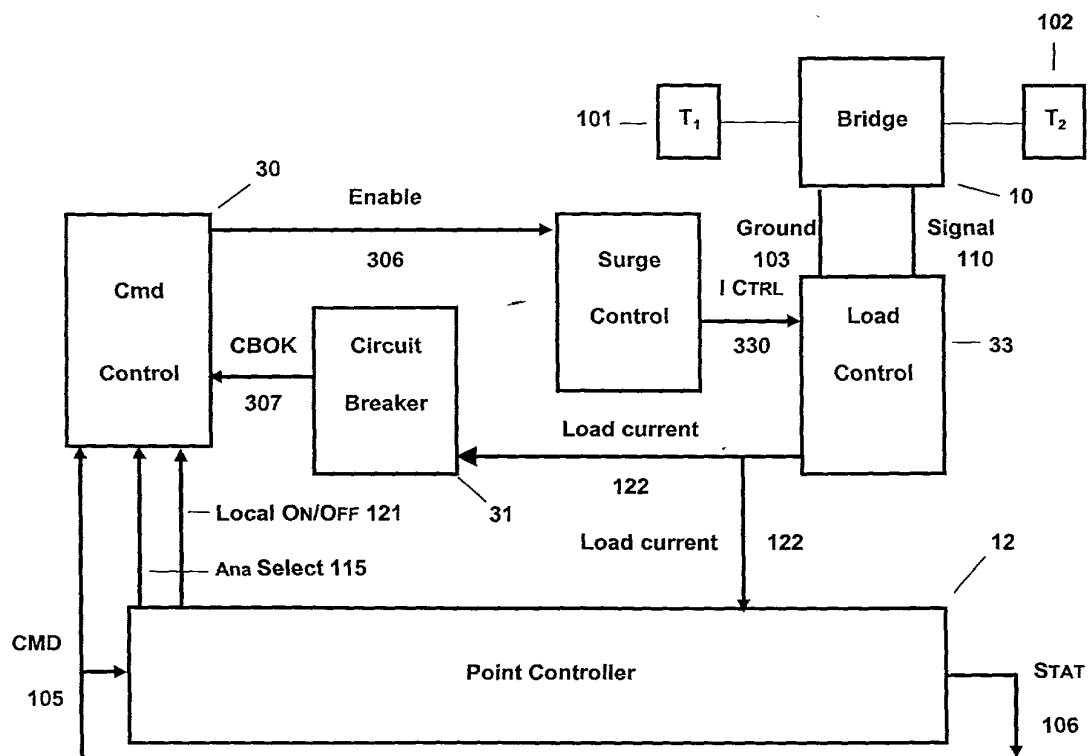 102
101
T1
Bridge
T2
30
10
Enable
306
Ground
103
Signal
110
Cmd
Control
Surge
Control
I CTRL
330
Load
Control
33
CBOK
307
Circuit
Breaker
Load current
122
31
Local ON/OFF 121
Load current
122
12
Ana Select 115
CMD
105
Point Controller
STAT
106